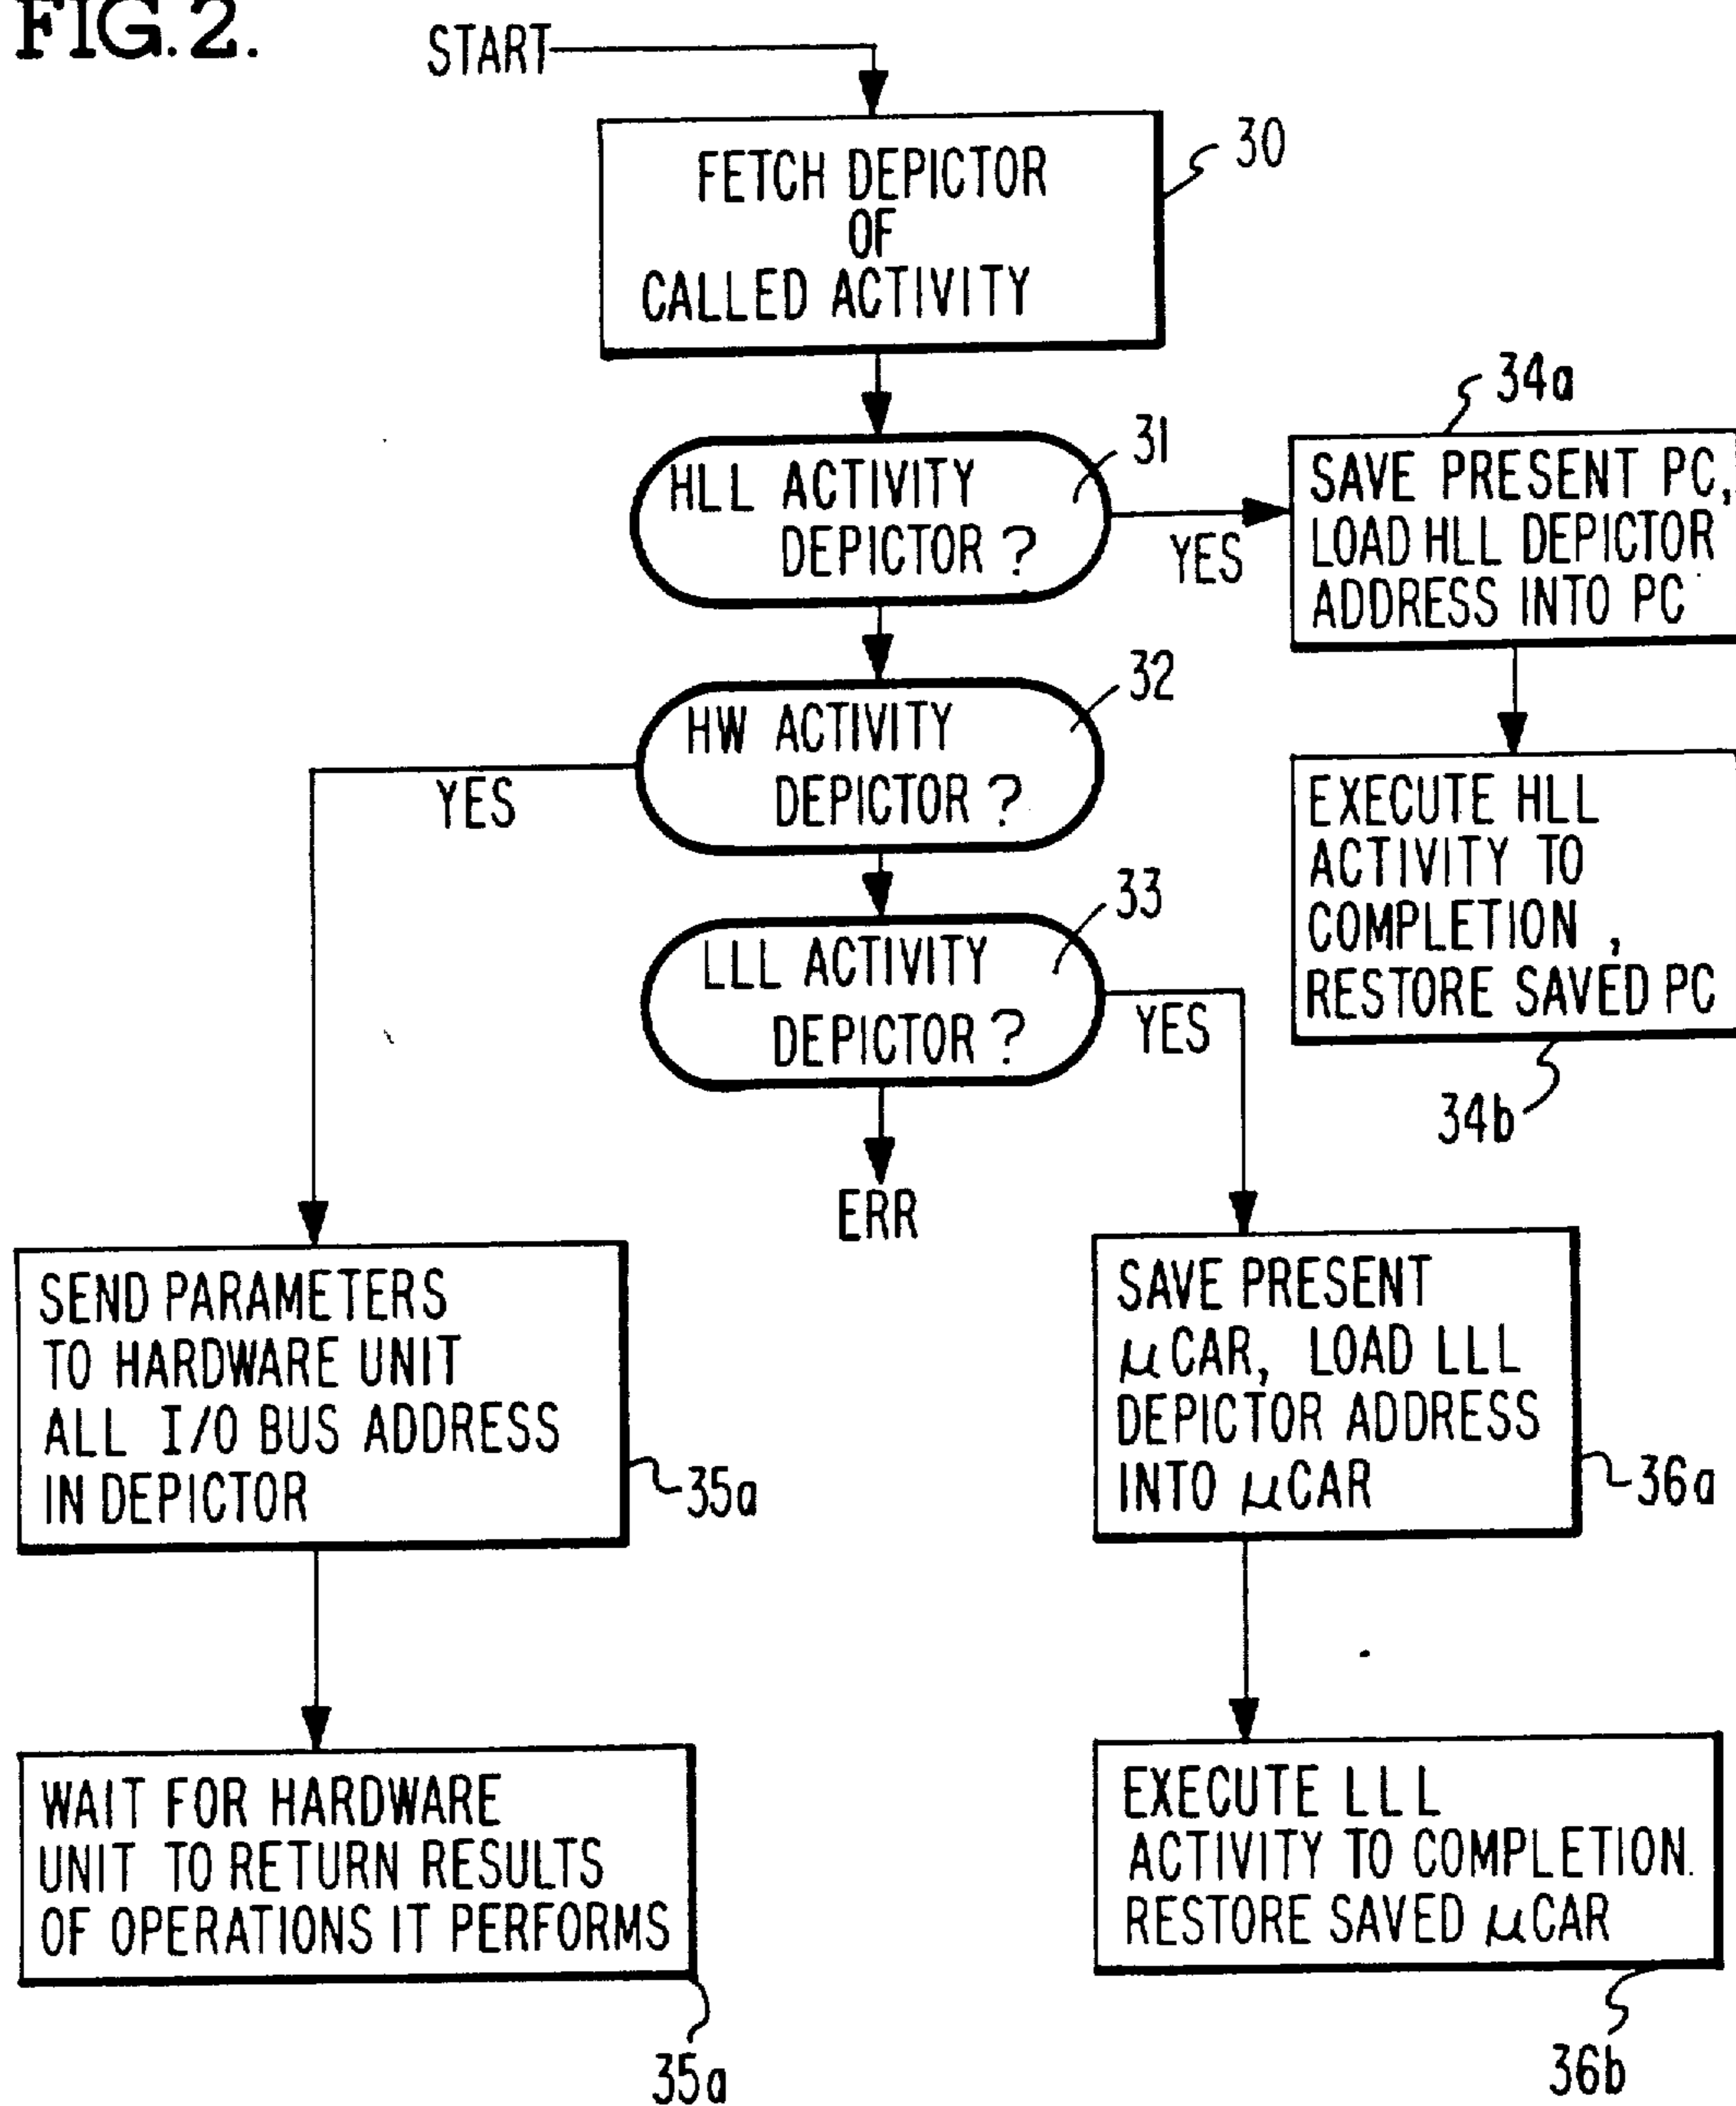 FIG. 2.
START
FETCH DEPICTOR
OF
CALLED ACTIVITY
30
HLL ACTIVITY
DEPICTOR ?
31
YES
34a
SAVE PRESENT PC,
LOAD HLL DEPICTOR
ADDRESS INTO PC
EXECUTE HLL
ACTIVITY TO
COMPLETION ,
RESTORE SAVED PC
34b
HW ACTIVITY
DEPICTOR ?
32
YES
LLL ACTIVITY
DEPICTOR ?
33
YES
ERR
SEND PARAMETERS
TO HARDWARE UNIT
ALL I/O BUS ADDRESS
IN DEPICTOR
35a
WAIT FOR HARDWARE
UNIT TO RETURN RESULTS
OF OPERATIONS IT PERFORMS
35a
SAVE PRESENT
μCAR, LOAD LLL
DEPICTOR ADDRESS
INTO μCAR
36a
EXECUTE LLL
ACTIVITY TO COMPLETION.
RESTORE SAVED μCAR
36b